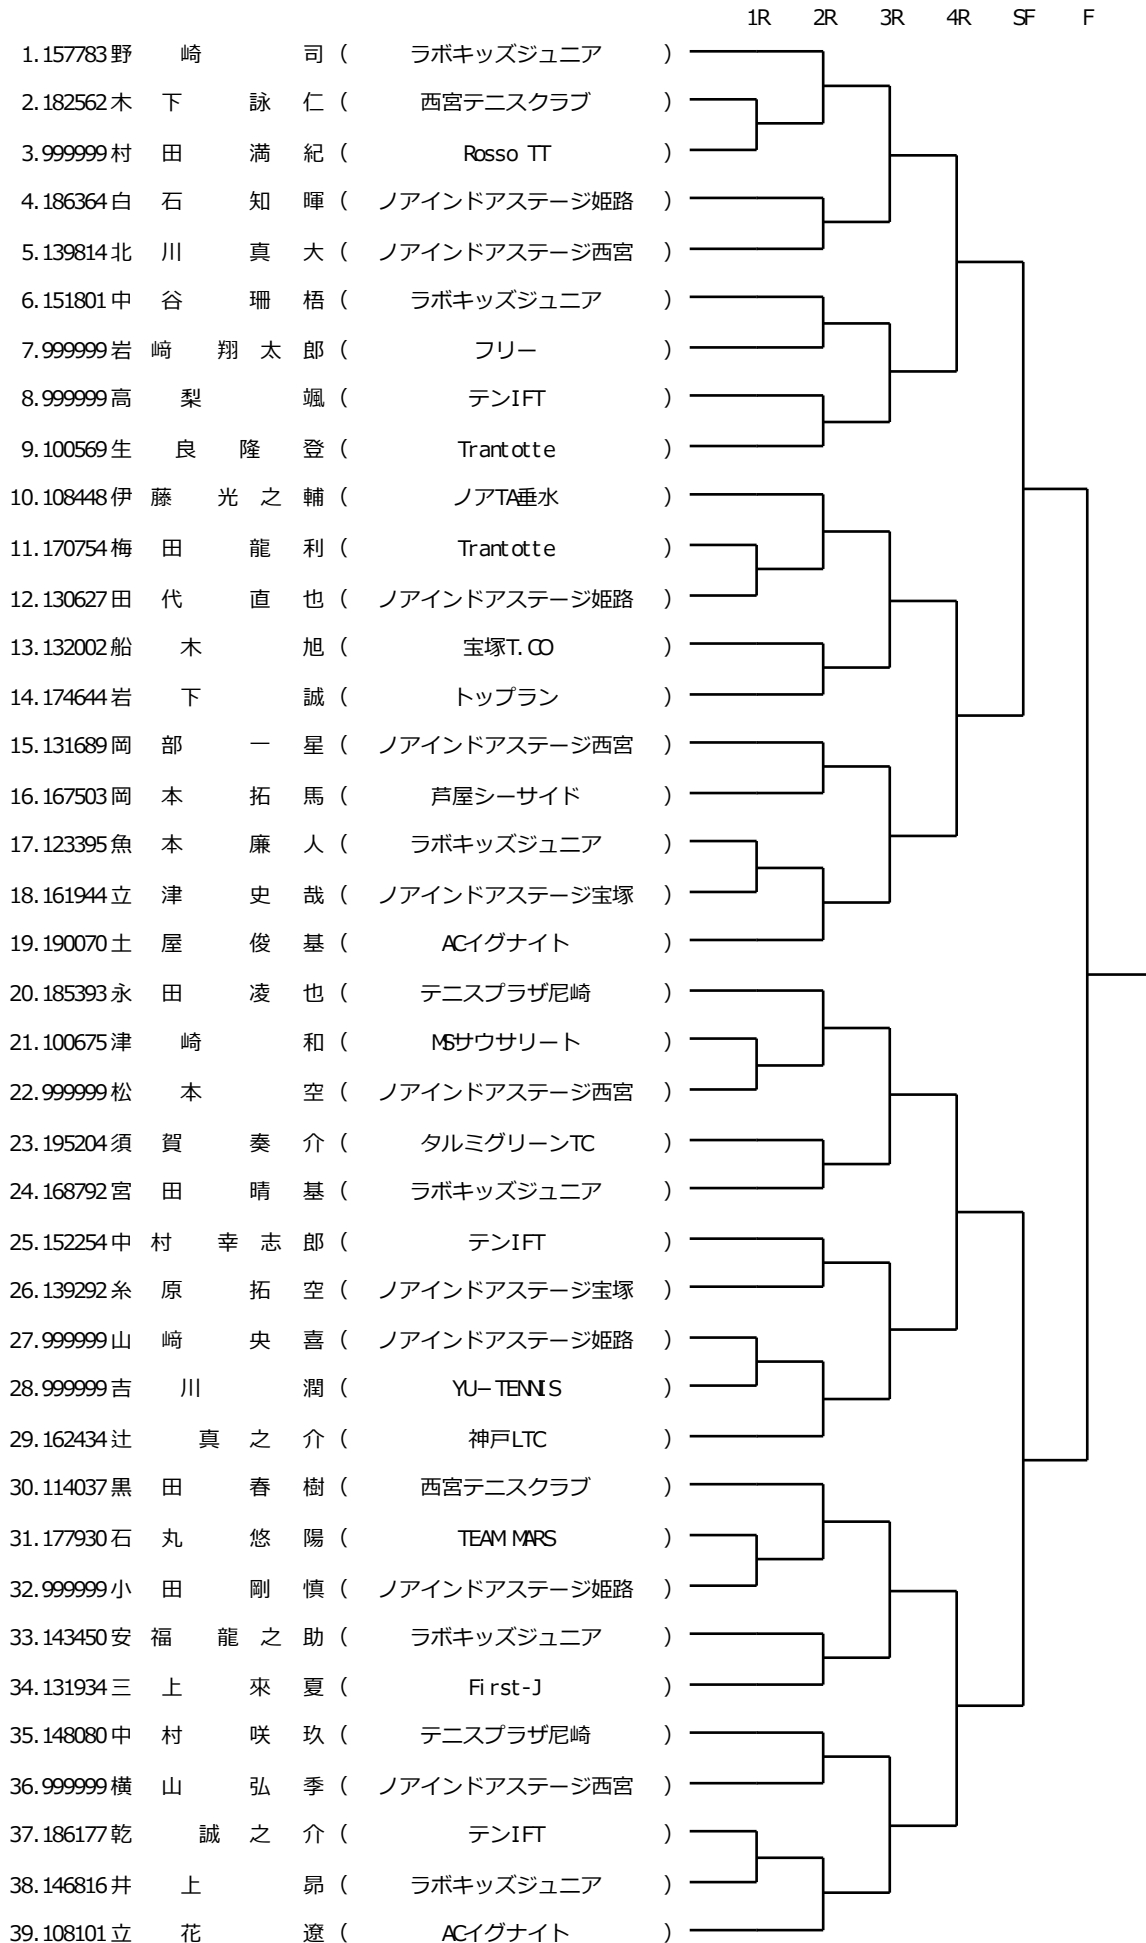 1R 2R 3R 4R SF F
1.157783 野 崎 司 ( ラボキッズジュニア )
2.182562 木 下 詠 仁 ( 西宮テニスクラブ )
3.999999 村 田 満 紀 ( Rosso TT )
4.186364 白 石 知 暉 ( ノアインドアステージ姫路 )
5.139814 北 川 真 大 ( ノアインドアステージ西宮 )
6.151801 中 谷 珊 梧 ( ラボキッズジュニア )
7.999999 岩 﨑 翔 太 郎 ( フリー )
8.999999 高 梨 颯 ( テンIFT )
9.100569 生 良 隆 登 ( Trantotte )
10.108448 伊 藤 光 之 輔 ( ノアTA垂水 )
11.170754 梅 田 龍 利 ( Trantotte )
12.130627 田 代 直 也 ( ノアインドアステージ姫路 )
13.132002 船 木 旭 ( 宝塚T.CO )
14.174644 岩 下 誠 ( トップラン )
15.131689 岡 部 一 星 ( ノアインドアステージ西宮 )
16.167503 岡 本 拓 馬 ( 芦屋シーサイド )
17.123395 魚 本 廉 人 ( ラボキッズジュニア )
18.161944 立 津 史 哉 ( ノアインドアステージ宝塚 )
19.190070 土 屋 俊 基 ( ACイグナイト )
20.185393 永 田 凌 也 ( テニスプラザ尼崎 )
21.100675 津 崎 和 ( MSサウサリート )
22.999999 松 本 空 ( ノアインドアステージ西宮 )
23.195204 須 賀 奏 介 ( タルミグリーンTC )
24.168792 宮 田 晴 基 ( ラボキッズジュニア )
25.152254 中 村 幸 志 郎 ( テンIFT )
26.139292 糸 原 拓 空 ( ノアインドアステージ宝塚 )
27.999999 山 﨑 央 喜 ( ノアインドアステージ姫路 )
28.999999 吉 川 潤 ( YU-TENNIS )
29.162434 辻 真 之 介 ( 神戸LTC )
30.114037 黒 田 春 樹 ( 西宮テニスクラブ )
31.177930 石 丸 悠 陽 ( TEAM MARS )
32.999999 小 田 剛 慎 ( ノアインドアステージ姫路 )
33.143450 安 福 龍 之 助 ( ラボキッズジュニア )
34.131934 三 上 來 夏 ( First-J )
35.148080 中 村 咲 玖 ( テニスプラザ尼崎 )
36.999999 横 山 弘 季 ( ノアインドアステージ西宮 )
37.186177 乾 誠 之 介 ( テンIFT )
38.146816 井 上 昴 ( ラボキッズジュニア )
39.108101 立 花 遼 ( ACイグナイト )